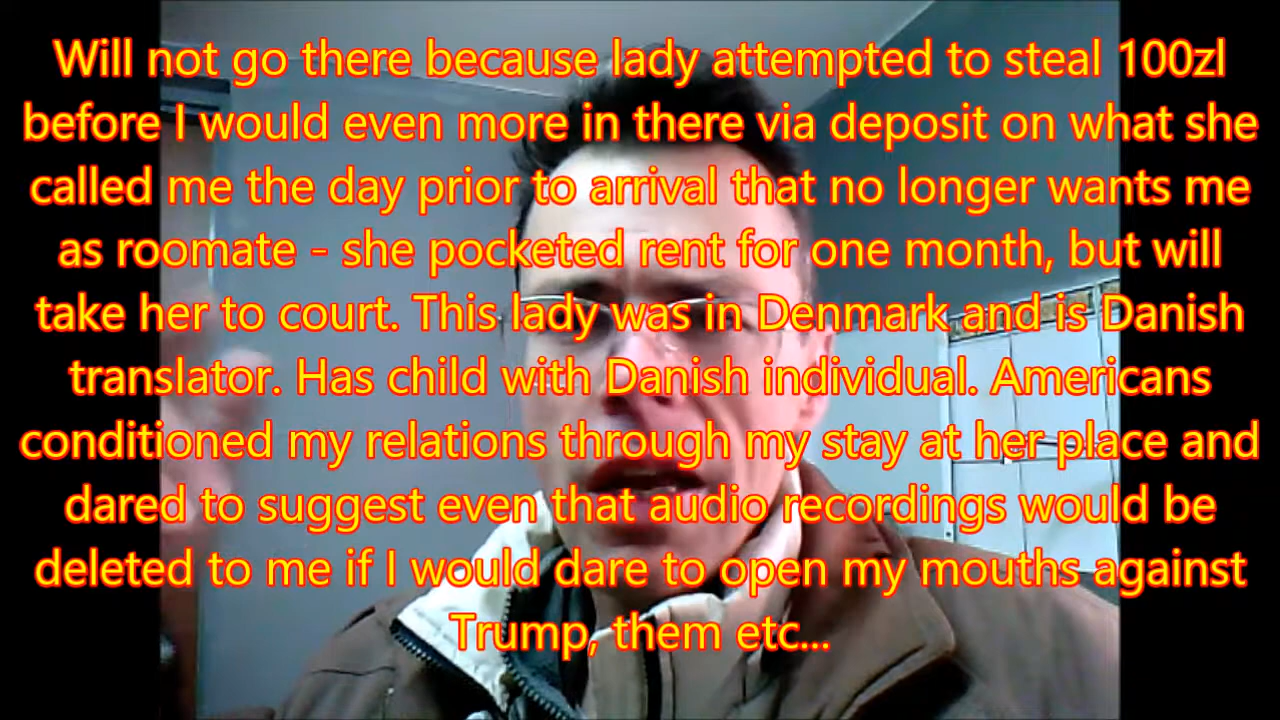 Will not go there because lady attempted to steal 100zl
before I would even more in there via deposit on what she
called me the day prior to arrival that no longer wants me
as roomate - she pocketed rent for one month, but will
take her to court. This lady was in Denmark and is Danish
translator. Has child with Danish individual. Americans
conditioned my relations through my stay at her place and
dared to suggest even that audio recordings would be
deleted to me if I would dare to open my mouths against
Trump, them etc...